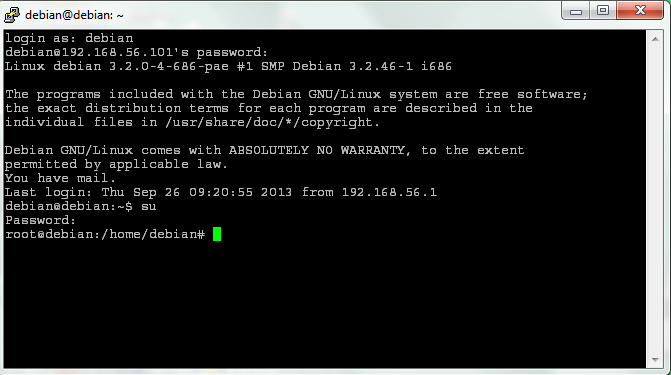 debian@debian: ~
login as: debian
debian@192.168.56.101's password:
Linux debian 3.2.0-4-686-pae #1 SMP Debian 3.2.46-1 i686
The programs included with the Debian GNU/Linux system are free software;
the exact distribution terms for each program are described in the
individual files in /usr/share/doc/*/copyright.
Debian GNU/Linux comes with ABSOLUTELY NO WARRANTY, to the extent
permitted by applicable law.
You have mail.
Last login: Thu Sep 26 09:20:55 2013 from 192.168.56.1
debian@debian:~$ su
Password:
root@debian:/home/debian#